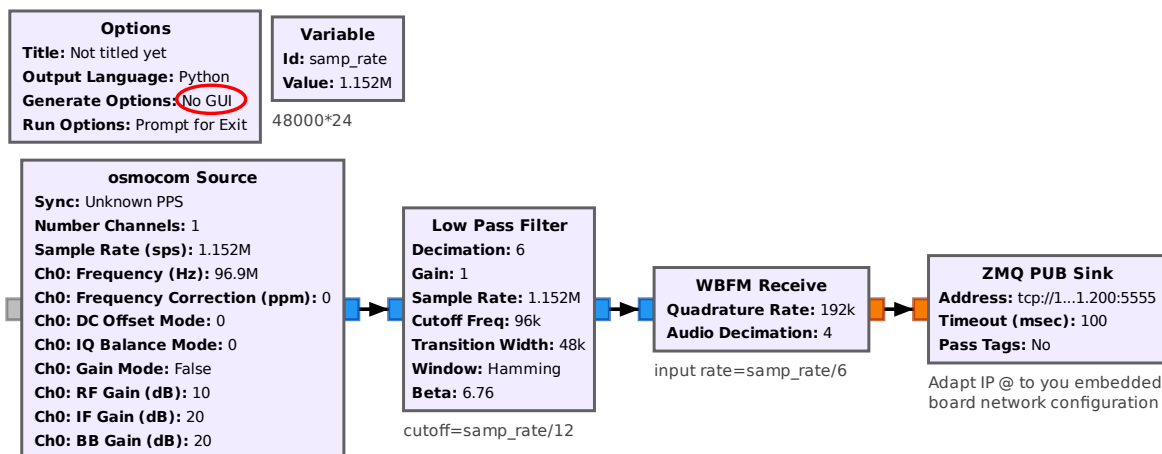 Options
Title: Not titled yet
Output Language: Python
Generate Options: No GUI
Run Options: Prompt for Exit
Variable
Id: samp_rate
Value: 1.152M
48000*24
osmocom Source
Sync: Unknown PPS
Number Channels: 1
Sample Rate (sps): 1.152M
Ch0: Frequency (Hz): 96.9M
Ch0: Frequency Correction (ppm): 0
Ch0: DC Offset Mode: 0
Ch0: IQ Balance Mode: 0
Ch0: Gain Mode: False
Ch0: RF Gain (dB): 10
Ch0: IF Gain (dB): 20
Ch0: BB Gain (dB): 20
Low Pass Filter
Decimation: 6
Gain: 1
Sample Rate: 1.152M
Cutoff Freq: 96k
Transition Width: 48k
Window: Hamming
Beta: 6.76
cutoff=samp_rate/12
WBFM Receive
Quadrature Rate: 192k
Audio Decimation: 4
input rate=samp_rate/6
ZMQ PUB Sink
Address: tcp://1...1.200:5555
Timeout (msec): 100
Pass Tags: No
Adapt IP @ to you embedded
board network configuration